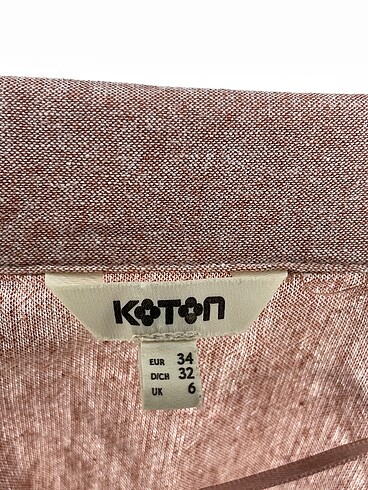 KOTON
EUR 34
D/CH 32
UK 6